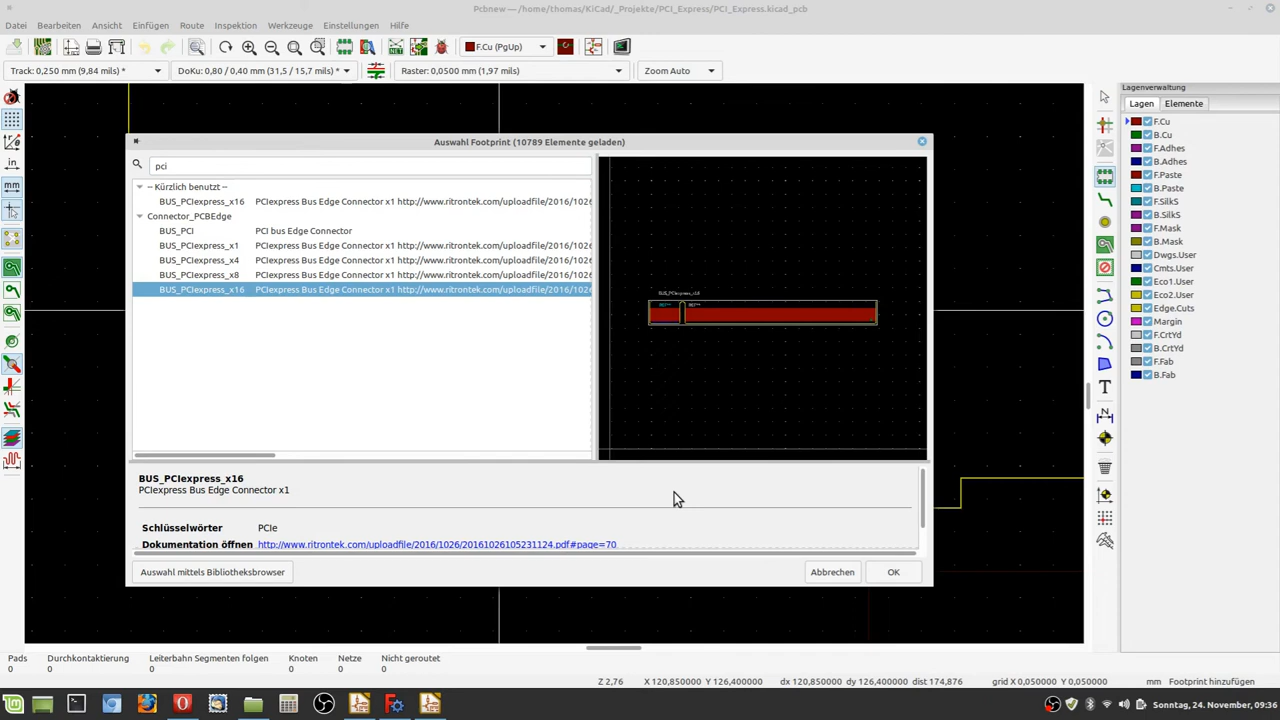 Pcbnew — /home/thomas/KiCad/_Projekte/PCI_Express/PCI_Express.kicad_pcb
Datei Bearbeiten Ansicht Einfügen Route Inspektion Werkzeuge Einstellungen Hilfe
F.Cu (PgUp)
Track: 0,250 mm (9,84 mils) * DoKu: 0,80 / 0,40 mm (31,5 / 15,7 mils) * Raster: 0,0500 mm (1,97 mils) Zoom Auto
Lagenverwaltung
Lagen Elemente
F.Cu
B.Cu
F.Adhes
B.Adhes
F.Paste
B.Paste
F.SilkS
B.SilkS
F.Mask
B.Mask
Dwgs.User
Cmts.User
Eco1.User
Eco2.User
Edge.Cuts
Margin
F.CrtYd
B.CrtYd
F.Fab
B.Fab
in
mm
Auswahl Footprint (10789 Elemente geladen)
pci
-- Kürzlich benutzt --
BUS_PCIexpress_x16 PCIexpress Bus Edge Connector x1 http://www.ritrontek.com/uploadfile/2016/1026
Connector_PCBEdge
BUS_PCI PCI bus Edge Connector
BUS_PCIexpress_x1 PCIexpress Bus Edge Connector x1 http://www.ritrontek.com/uploadfile/2016/1026
BUS_PCIexpress_x4 PCIexpress Bus Edge Connector x1 http://www.ritrontek.com/uploadfile/2016/1026
BUS_PCIexpress_x8 PCIexpress Bus Edge Connector x1 http://www.ritrontek.com/uploadfile/2016/1026
BUS_PCIexpress_x16 PCIexpress Bus Edge Connector x1 http://www.ritrontek.com/uploadfile/2016/1026
BUS_PCIexpress_x16
BUS_PCIexpress_x16
PCIexpress Bus Edge Connector x1
Schlüsselwörter PCIe
Dokumentation öffnen http://www.ritrontek.com/uploadfile/2016/1026/20161026105231124.pdf#page=70
Auswahl mittels Bibliotheksbrowser Abbrechen OK
Pads Durchkontaktierung Leiterbahn Segmenten folgen Knoten Netze Nicht geroutet
0 0 0 0 0 0
Z 2,76 X 120,850000 Y 126,400000 dx 120,850000 dy 126,400000 dist 174,876 grid X 0,050000 Y 0,050000 mm Footprint hinzufügen
Sonntag, 24. November, 09:36